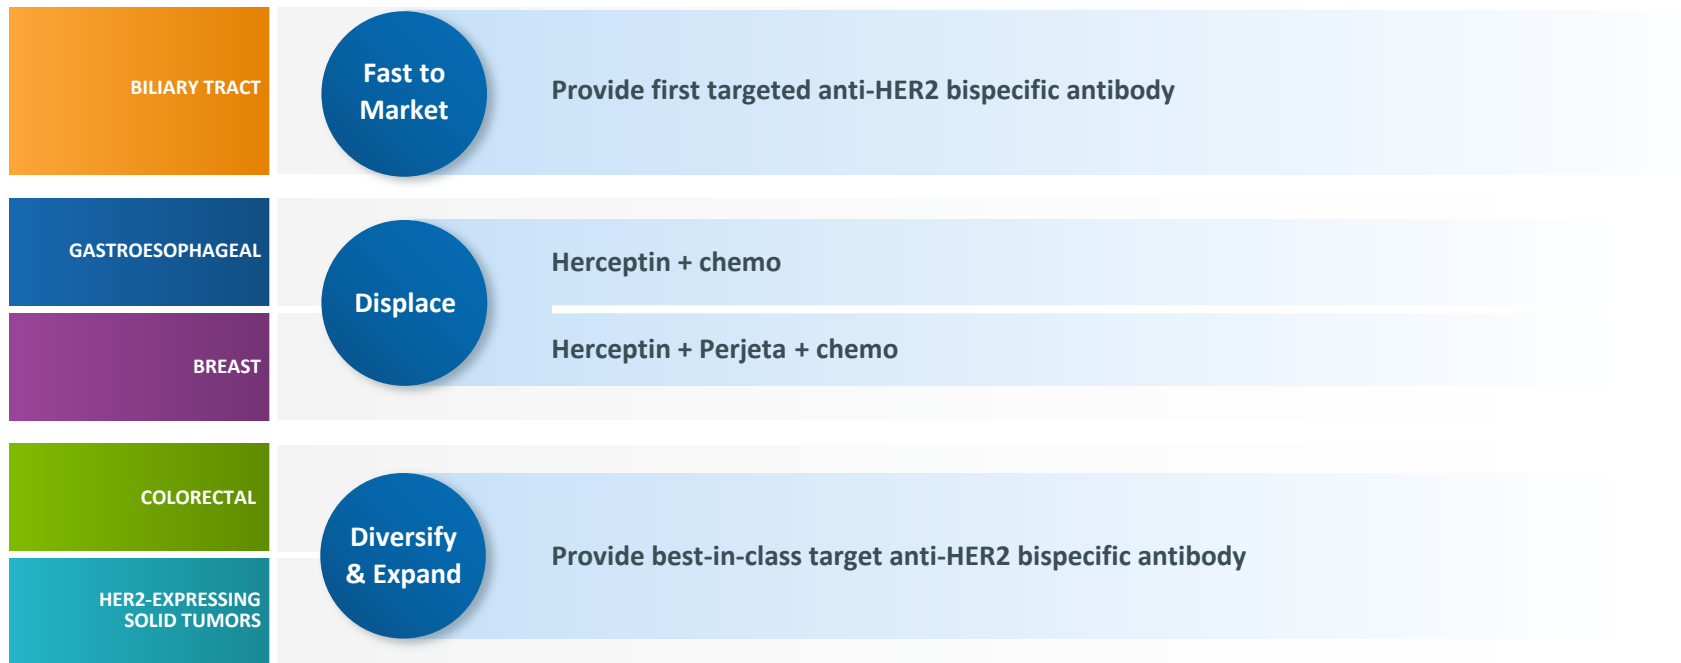 BILIARY TRACT
Fast to
Market
Provide first targeted anti-HER2 bispecific antibody
GASTROESOPHAGEAL
BREAST
Displace
Herceptin + chemo
Herceptin + Perjeta + chemo
COLORECTAL
HER2-EXPRESSING
SOLID TUMORS
Diversify
& Expand
Provide best-in-class target anti-HER2 bispecific antibody